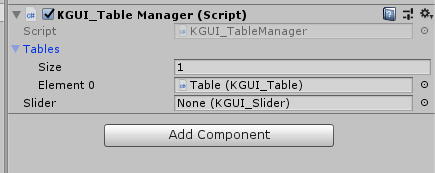 KGUI_Table Manager (Script)
Script KGUI_TableManager
Tables
Size 1
Element 0 Table (KGUI_Table)
Slider None (KGUI_Slider)
Add Component